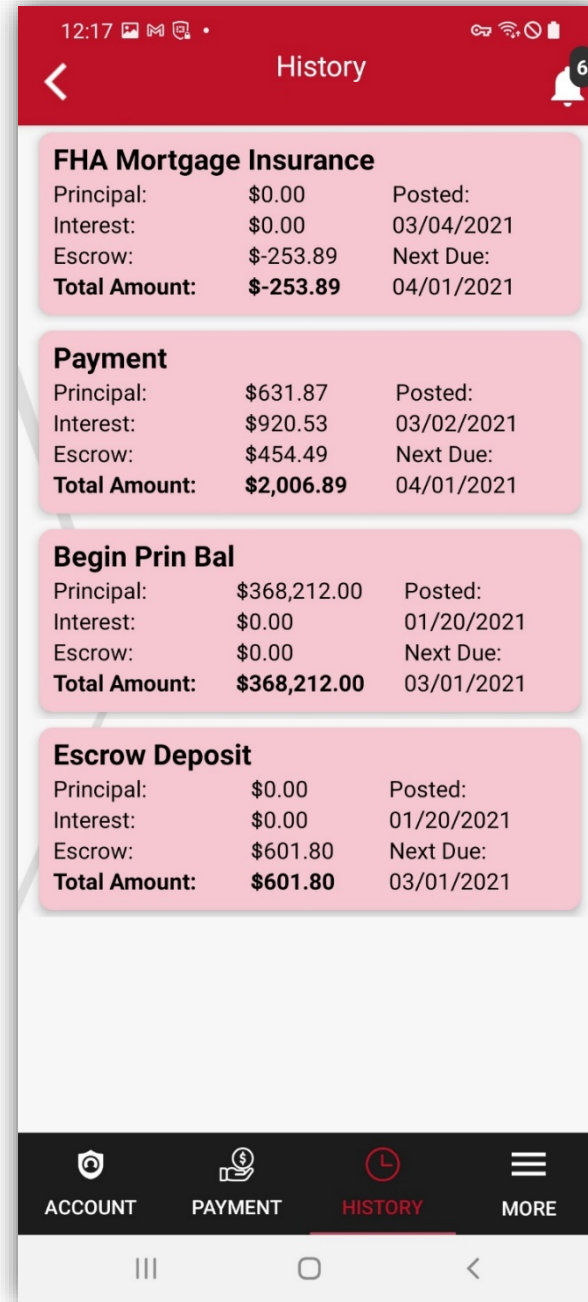 12:17
History
6
FHA Mortgage Insurance
Principal: $0.00 Posted:
Interest: $0.00 03/04/2021
Escrow: $-253.89 Next Due:
Total Amount: $-253.89 04/01/2021
Payment
Principal: $631.87 Posted:
Interest: $920.53 03/02/2021
Escrow: $454.49 Next Due:
Total Amount: $2,006.89 04/01/2021
Begin Prin Bal
Principal: $368,212.00 Posted:
Interest: $0.00 01/20/2021
Escrow: $0.00 Next Due:
Total Amount: $368,212.00 03/01/2021
Escrow Deposit
Principal: $0.00 Posted:
Interest: $0.00 01/20/2021
Escrow: $601.80 Next Due:
Total Amount: $601.80 03/01/2021
ACCOUNT PAYMENT HISTORY MORE